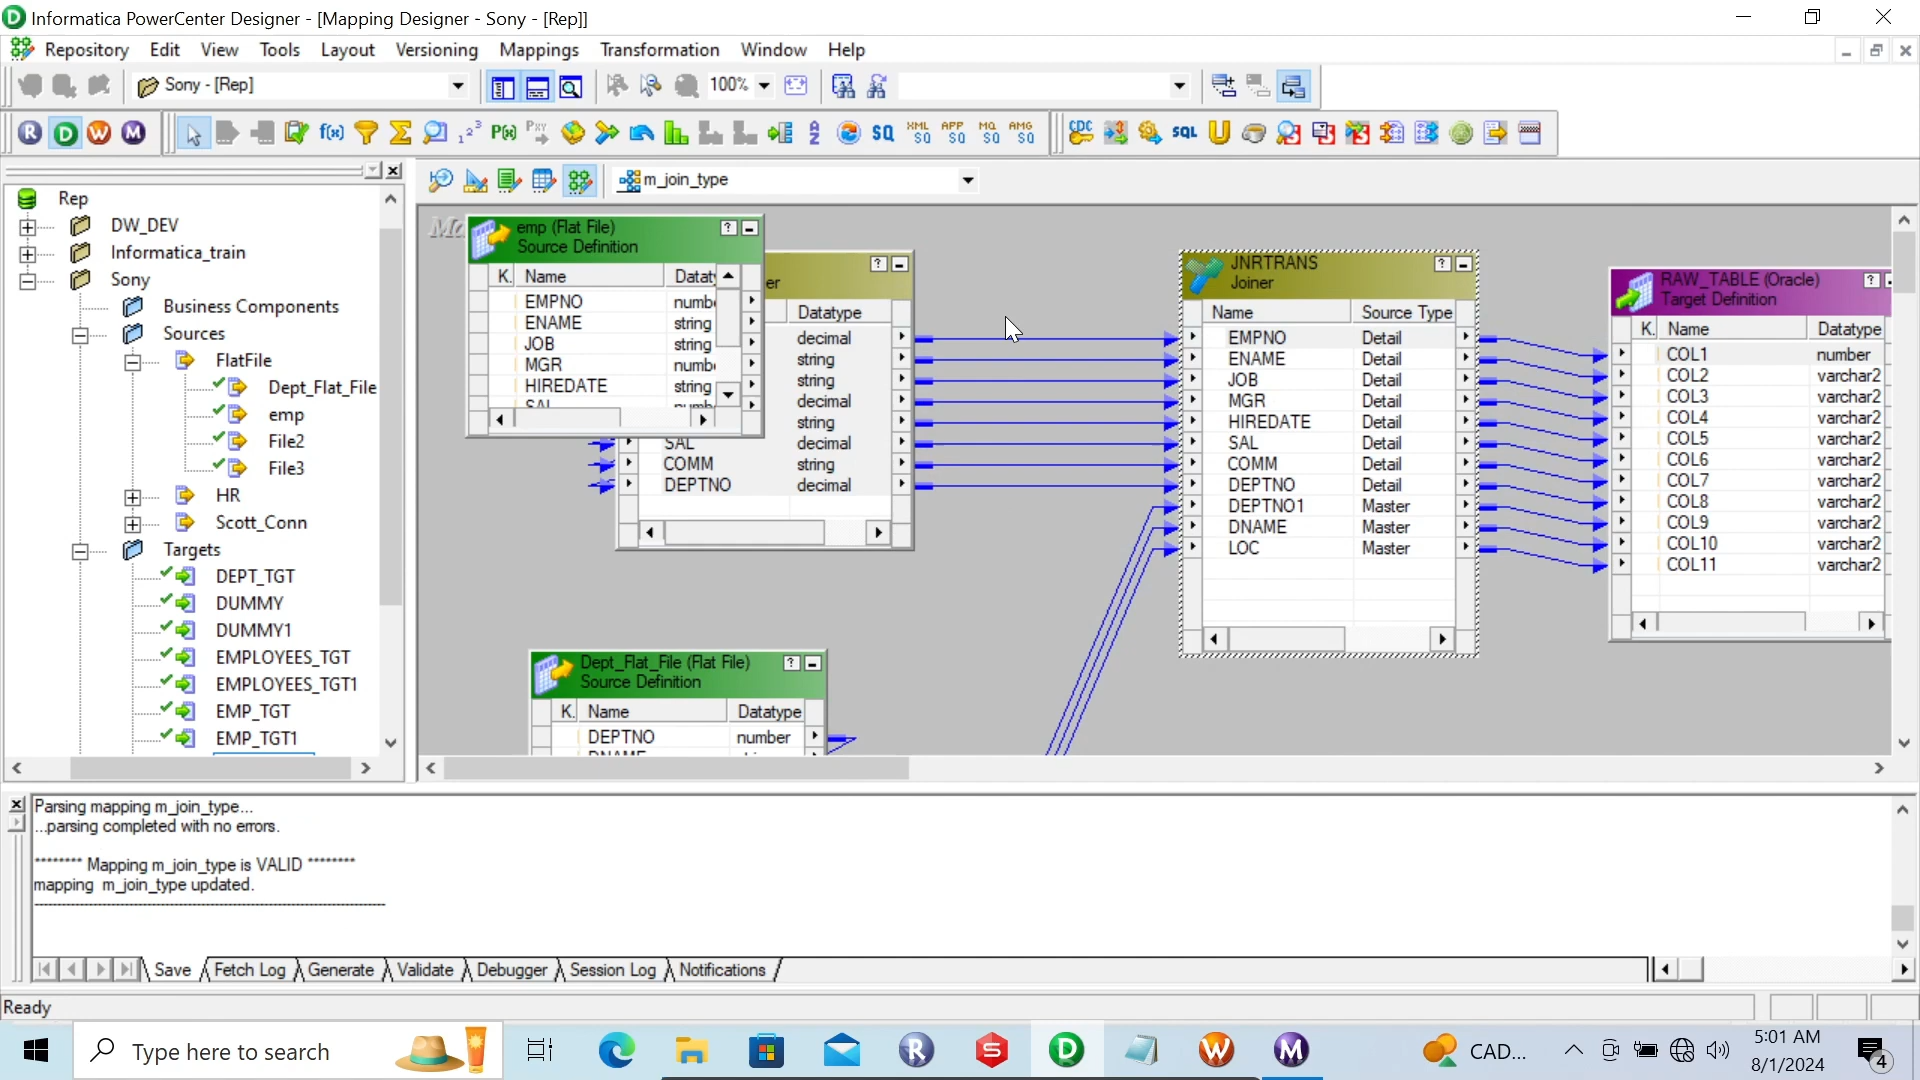 Informatica PowerCenter Designer - [Mapping Designer - Sony - [Rep]]
Repository Edit View Tools Layout Versioning Mappings Transformation Window Help
Sony - [Rep]
100%
m_join_type
Rep
DW_DEV
Informatica_train
Sony
Business Components
Sources
FlatFile
Dept_Flat_File
emp
File2
File3
HR
Scott_Conn
Targets
DEPT_TGT
DUMMY
DUMMY1
EMPLOYEES_TGT
EMPLOYEES_TGT1
EMP_TGT
EMP_TGT1
emp (Flat File)
Source Definition
K. Name Dataty
EMPNO numb
ENAME string
JOB string
MGR numb
HIREDATE string
SAL numb
er
Datatype
decimal
string
string
decimal
string
SAL decimal
COMM string
DEPTNO decimal
Dept_Flat_File (Flat File)
Source Definition
K. Name Datatype
DEPTNO number
DNAME
JNRTRANS
Joiner
Name Source Type
EMPNO Detail
ENAME Detail
JOB Detail
MGR Detail
HIREDATE Detail
SAL Detail
COMM Detail
DEPTNO Detail
DEPTNO1 Master
DNAME Master
LOC Master
RAW_TABLE (Oracle)
Target Definition
K. Name Datatype
COL1 number
COL2 varchar2
COL3 varchar2
COL4 varchar2
COL5 varchar2
COL6 varchar2
COL7 varchar2
COL8 varchar2
COL9 varchar2
COL10 varchar2
COL11 varchar2
Parsing mapping m_join_type...
...parsing completed with no errors.
******** Mapping m_join_type is VALID ********
mapping m_join_type updated.
Save Fetch Log Generate Validate Debugger Session Log Notifications
Ready
Type here to search
CAD...
5:01 AM
8/1/2024
4